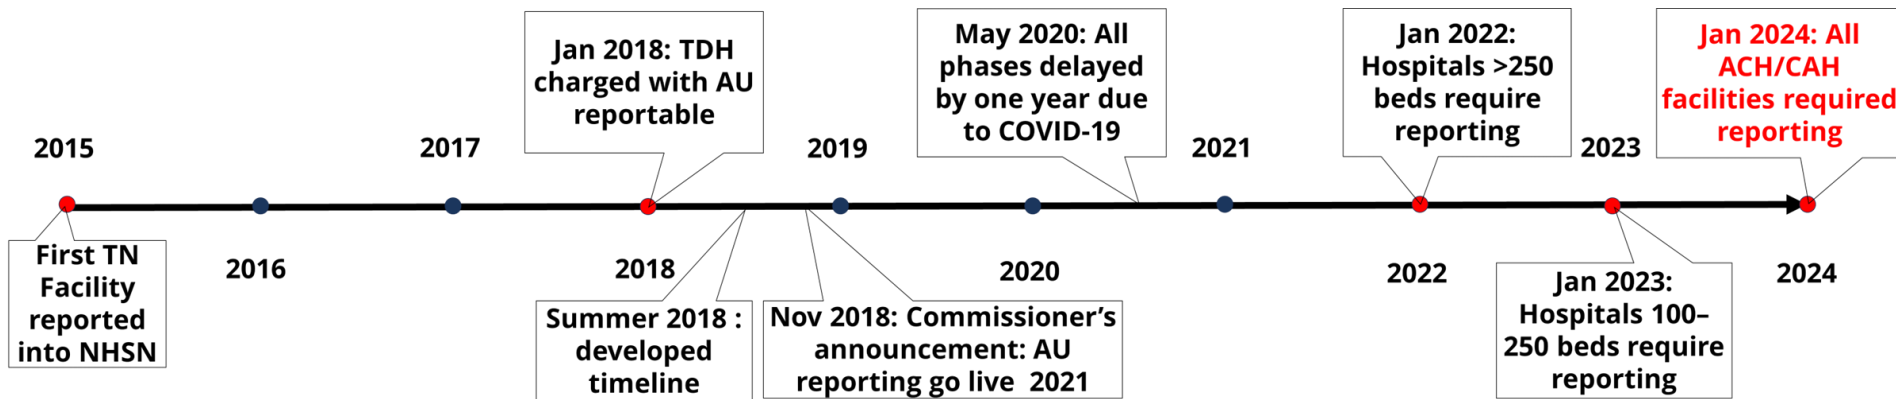 2015
First TN
Facility
reported
into NHSN
2016
2017
Jan 2018: TDH
charged with AU
reportable
2018
Summer 2018 :
developed
timeline
Nov 2018: Commissioner’s
announcement: AU
reporting go live  2021
2019
2020
May 2020: All
phases delayed
by one year due
to COVID-19
2021
Jan 2022:
Hospitals >250
beds require
reporting
2022
2023
Jan 2023:
Hospitals 100–
250 beds require
reporting
Jan 2024: All
ACH/CAH
facilities required
reporting
2024